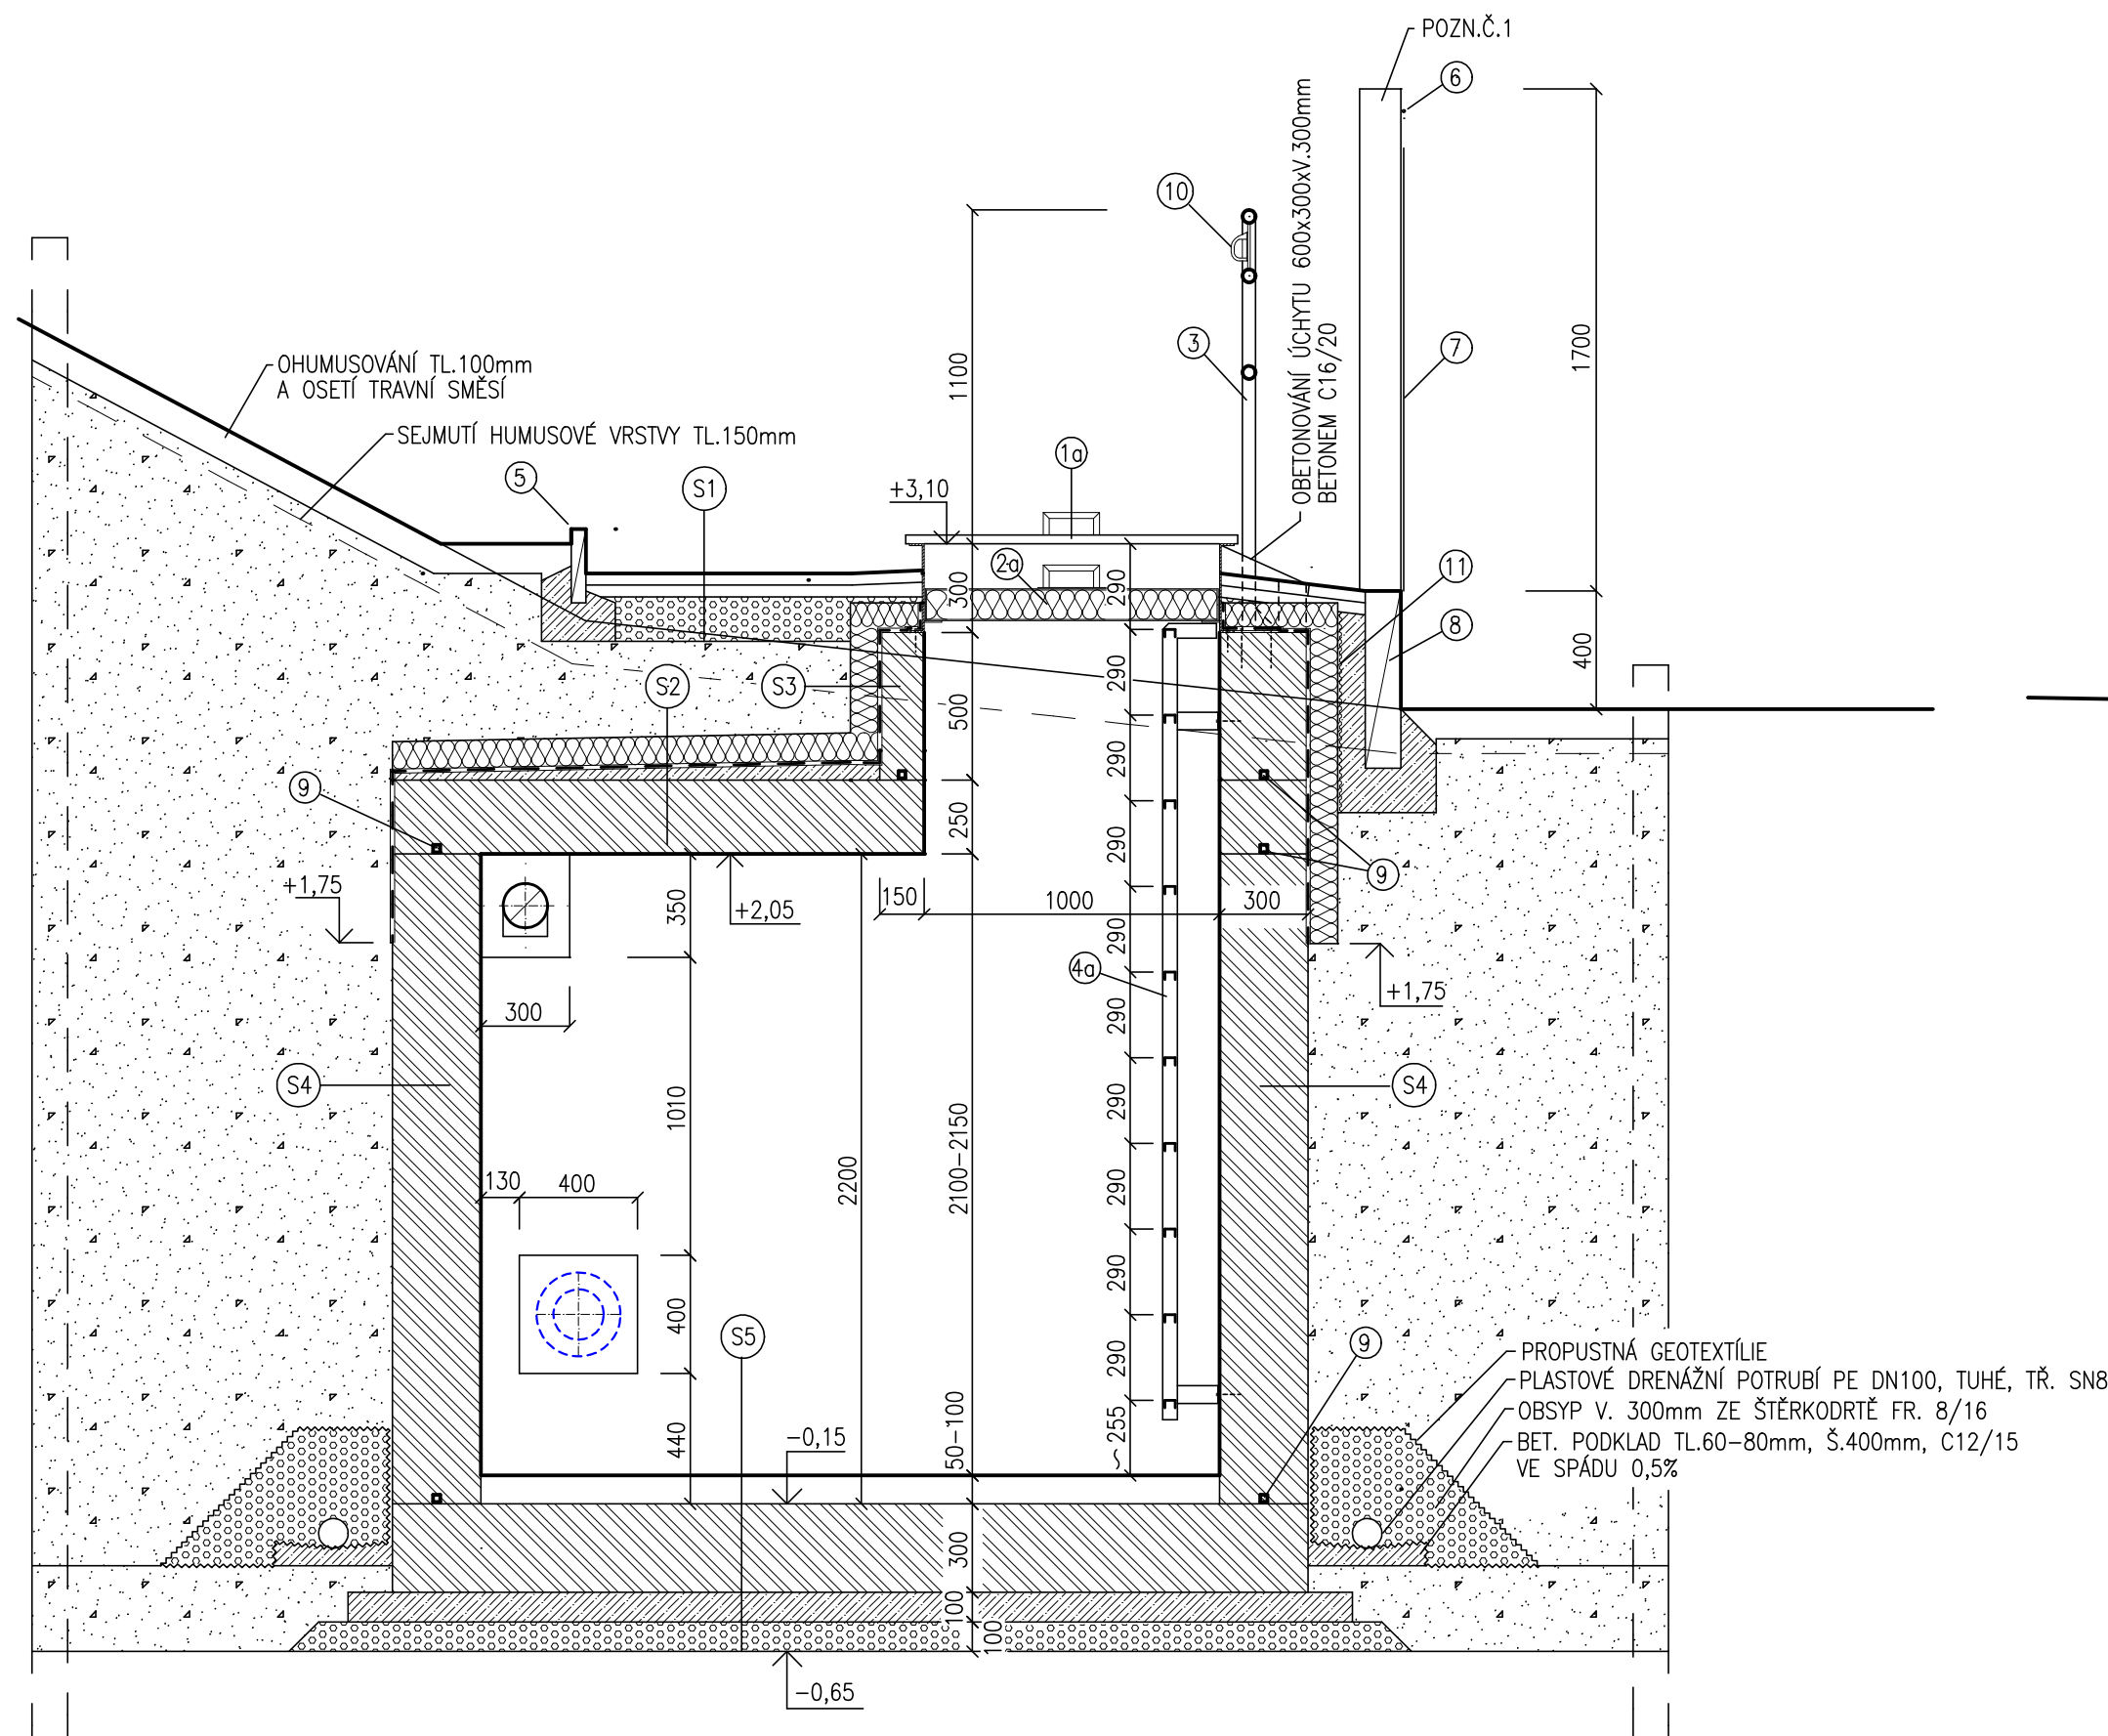 POZN.Č.1
6
10
OBETONOVÁNÍ ÚCHYTU 600x300xV.300mm
BETONEM C16/20
3
7
1700
1100
OHUMUSOVÁNÍ TL.100mm
A OSETÍ TRAVNÍ SMĚSÍ
SEJMUTÍ HUMUSOVÉ VRSTVY TL.150mm
5
S1
1a
+3,10
2a
300
290
11
8
400
S2
S3
500
290
9
250
290
290
9
+1,75
350
+2,05
150
1000
300
290
4a
+1,75
300
290
S4
1010
290
S4
130
400
2200
2100-2150
290
290
400
S5
290
9
PROPUSTNÁ GEOTEXTÍLIE
PLASTOVÉ DRENÁŽNÍ POTRUBÍ PE DN100, TUHÉ, TŘ. SN8
OBSYP V. 300mm ZE ŠTĚRKODRTĚ FR. 8/16
BET. PODKLAD TL.60-80mm, Š.400mm, C12/15
VE SPÁDU 0,5%
440
-0,15
50-100
~255
300
100
100
-0,65